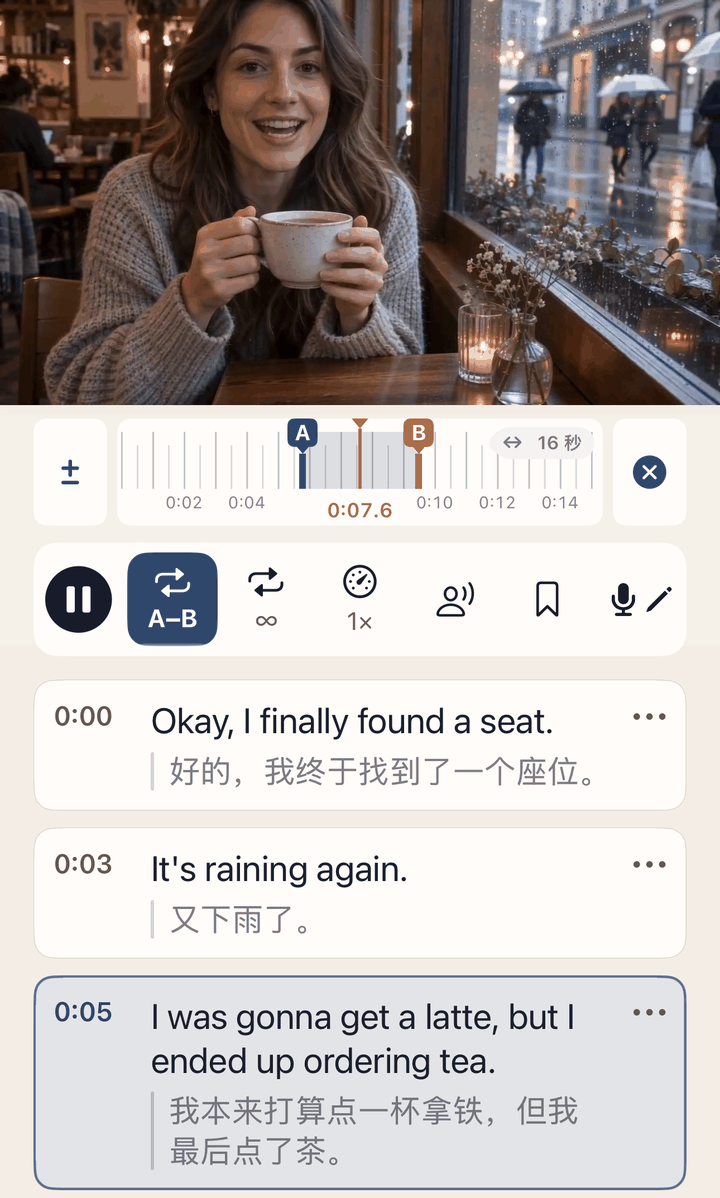 A
B
16 秒
±
0:02
0:04
0:07.6
0:10
0:12
0:14
A–B
∞
1×
0:00
Okay, I finally found a seat.
好的，我终于找到了一个座位。
0:03
It's raining again.
又下雨了。
0:05
I was gonna get a latte, but I
ended up ordering tea.
我本来打算点一杯拿铁，但我
最后点了茶。